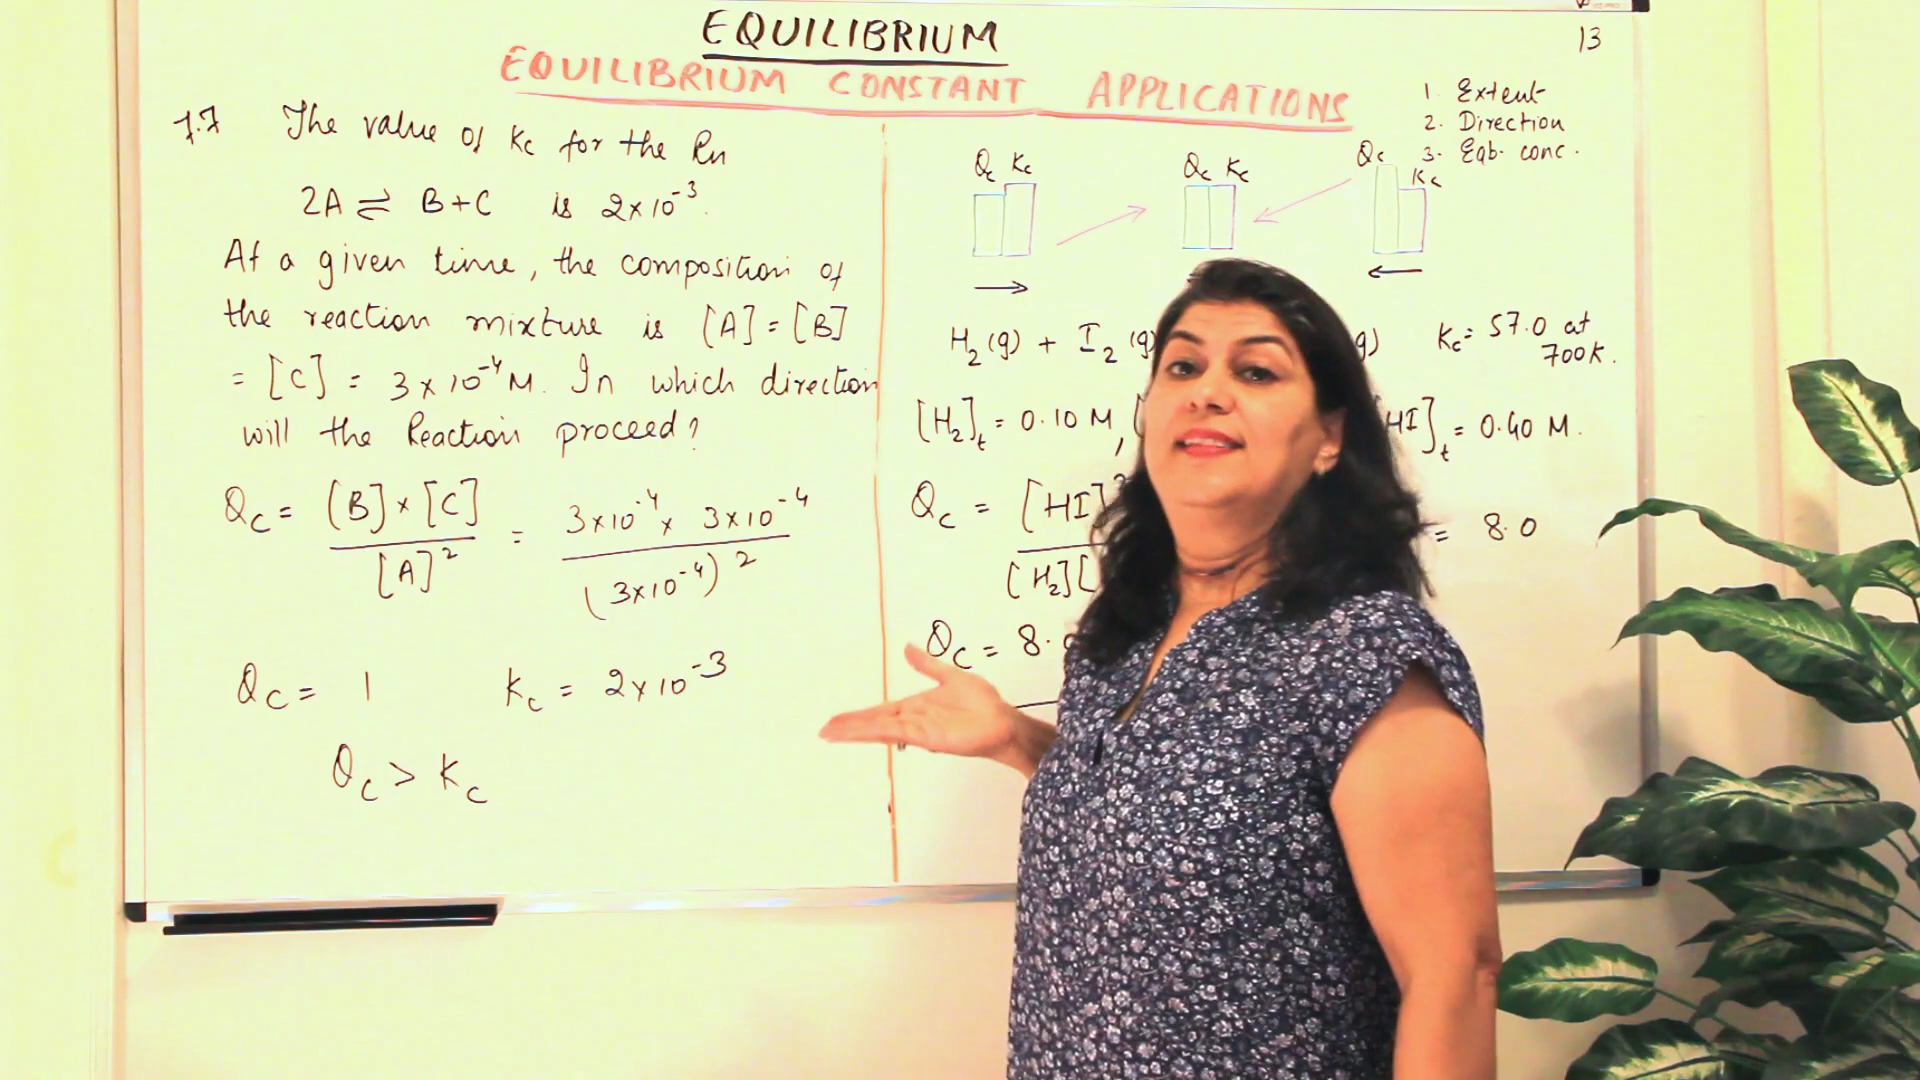 EQUILIBRIUM
13
EQUILIBRIUM CONSTANT APPLICATIONS
1. Extent
2. Direction
3. Eqb. conc.
7.7 The value of Kc for the Rn
2A ⇌ B + C is 2×10⁻³.
At a given time, the composition of
the reaction mixture is [A] = [B]
= [C] = 3×10⁻⁴ M. In which direction
will the Reaction proceed?
Qc = [B]×[C] / [A]² = 3×10⁻⁴ × 3×10⁻⁴ / (3×10⁻⁴)²
Qc = 1 Kc = 2×10⁻³
Qc > Kc
Qc Kc Qc Kc Qc Kc
→ ←
H₂(g) + I₂(g) g) Kc = 57.0 at
700K.
[H₂]t = 0.10 M, [ HI]t = 0.40 M.
Qc = [HI]² / [H₂][ = 8.0
Qc = 8.